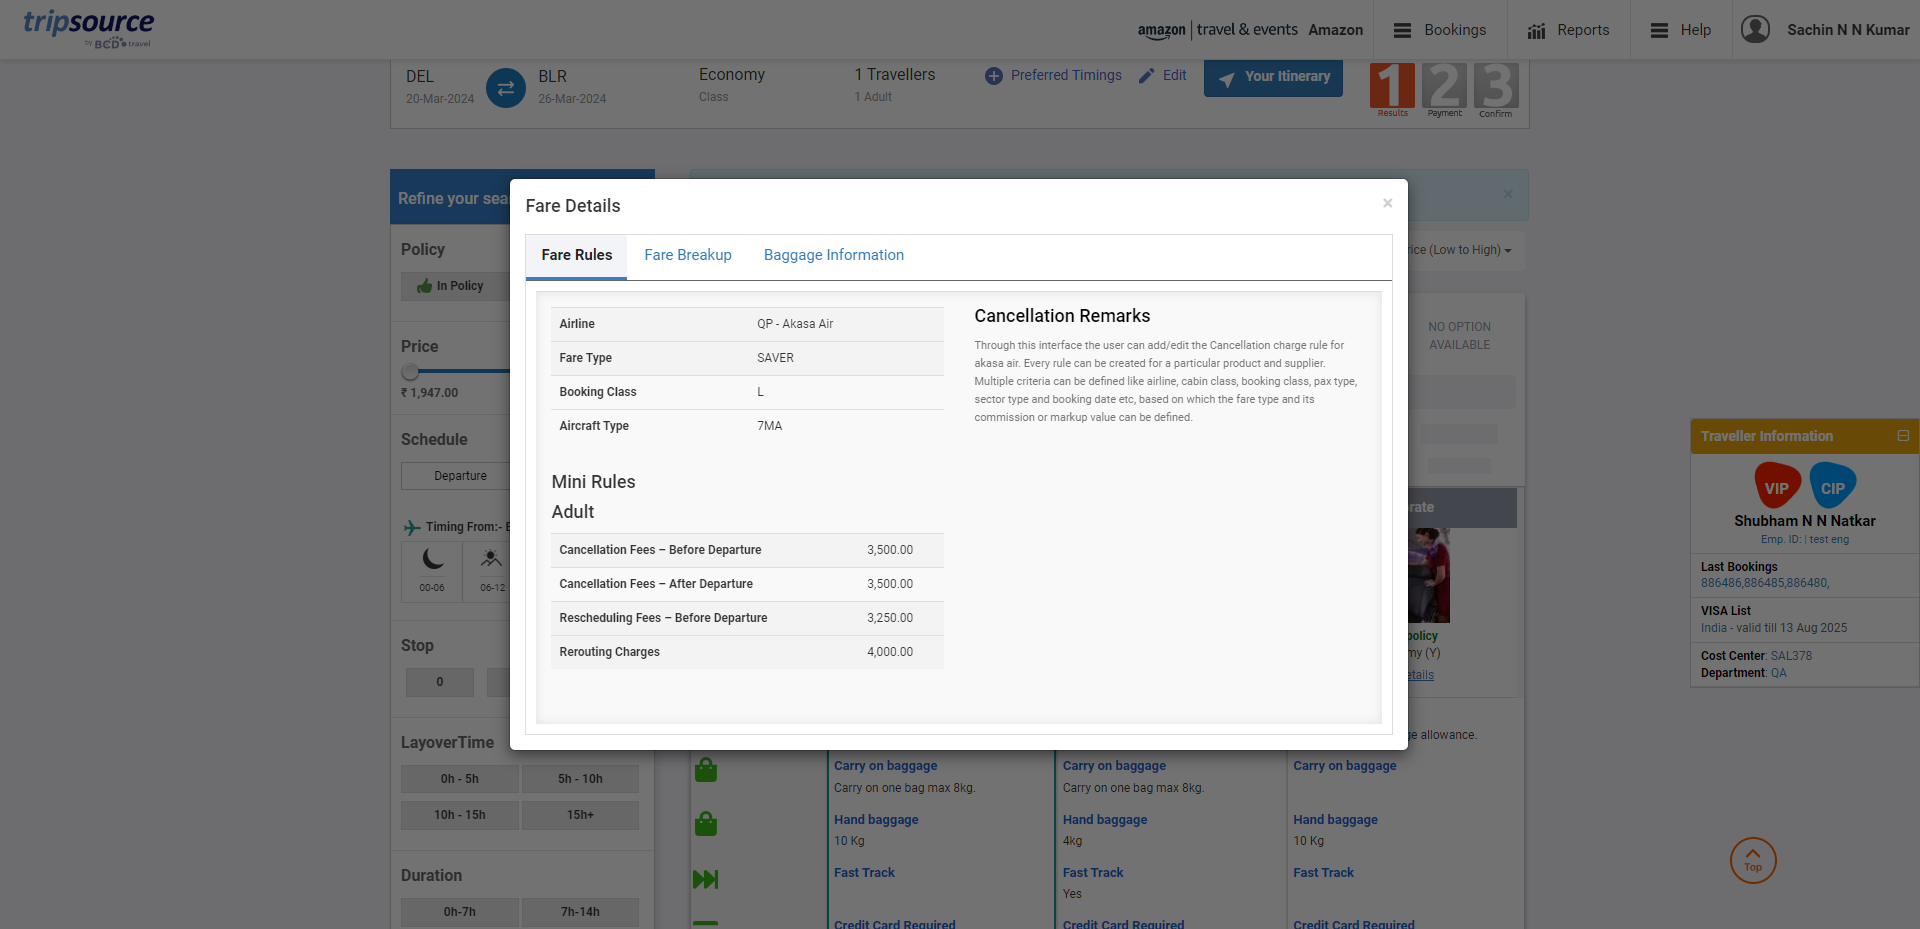 tripsource
by BCD travel
amazon | travel & events Amazon
Bookings
Reports
Help
Sachin N N Kumar
DEL
20-Mar-2024
BLR
26-Mar-2024
Economy
Class
1 Travellers
1 Adult
Preferred Timings
Edit
Your Itinerary
1
Results
2
Payment
3
Confirm
Refine your sea
Policy
In Policy
Price
₹ 1,947.00
Schedule
Departure
Timing From:-
00-06
06-12
Stop
0
LayoverTime
0h - 5h
5h - 10h
10h - 15h
15h+
Duration
0h-7h
7h-14h
Fare Details
×
Fare Rules
Fare Breakup
Baggage Information
Airline QP - Akasa Air
Fare Type SAVER
Booking Class L
Aircraft Type 7MA
Mini Rules
Adult
Cancellation Fees – Before Departure 3,500.00
Cancellation Fees – After Departure 3,500.00
Rescheduling Fees – Before Departure 3,250.00
Rerouting Charges 4,000.00
Cancellation Remarks
Through this interface the user can add/edit the Cancellation charge rule for
akasa air. Every rule can be created for a particular product and supplier.
Multiple criteria can be defined like airline, cabin class, booking class, pax type,
sector type and booking date etc, based on which the fare type and its
commission or markup value can be defined.
×
rice (Low to High)
NO OPTION
AVAILABLE
rate
policy
my (Y)
etails
ge allowance.
Carry on baggage
Carry on one bag max 8kg.
Carry on baggage
Carry on one bag max 8kg.
Carry on baggage
Hand baggage
10 Kg
Hand baggage
4kg
Hand baggage
10 Kg
Fast Track
Fast Track
Yes
Fast Track
Credit Card Required
Credit Card Required
Credit Card Required
Traveller Information
VIP
CIP
Shubham N N Natkar
Emp. ID: | test eng
Last Bookings
886486,886485,886480,
VISA List
India - valid till 13 Aug 2025
Cost Center: SAL378
Department: QA
Top